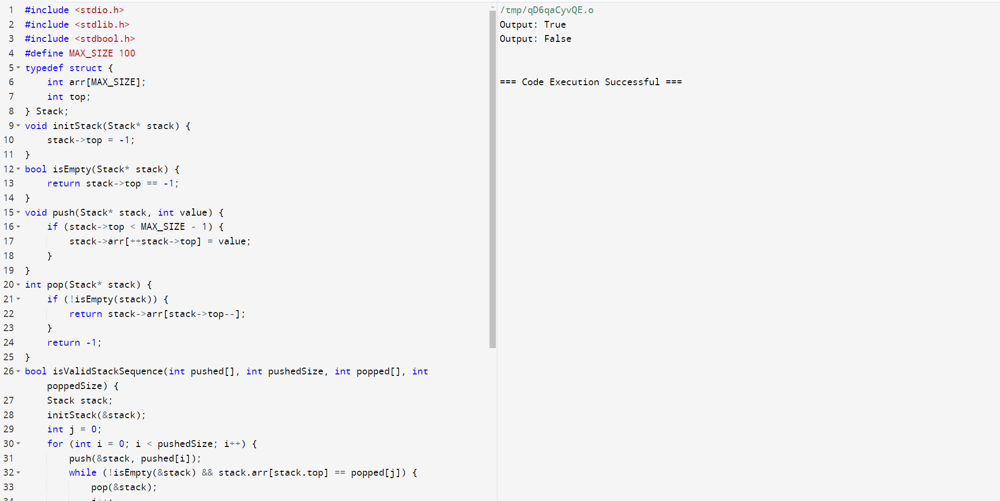 1 #include <stdio.h>
2 #include <stdlib.h>
3 #include <stdbool.h>
4 #define MAX_SIZE 100
5 typedef struct {
6     int arr[MAX_SIZE];
7     int top;
8 } Stack;
9 void initStack(Stack* stack) {
10     stack->top = -1;
11 }
12 bool isEmpty(Stack* stack) {
13     return stack->top == -1;
14 }
15 void push(Stack* stack, int value) {
16     if (stack->top < MAX_SIZE - 1) {
17         stack->arr[++stack->top] = value;
18     }
19 }
20 int pop(Stack* stack) {
21     if (!isEmpty(stack)) {
22         return stack->arr[stack->top--];
23     }
24     return -1;
25 }
26 bool isValidStackSequence(int pushed[], int pushedSize, int popped[], int
    poppedSize) {
27     Stack stack;
28     initStack(&stack);
29     int j = 0;
30     for (int i = 0; i < pushedSize; i++) {
31         push(&stack, pushed[i]);
32         while (!isEmpty(&stack) && stack.arr[stack.top] == popped[j]) {
33             pop(&stack);
/tmp/qD6qaCyvQE.o
Output: True
Output: False
=== Code Execution Successful ===